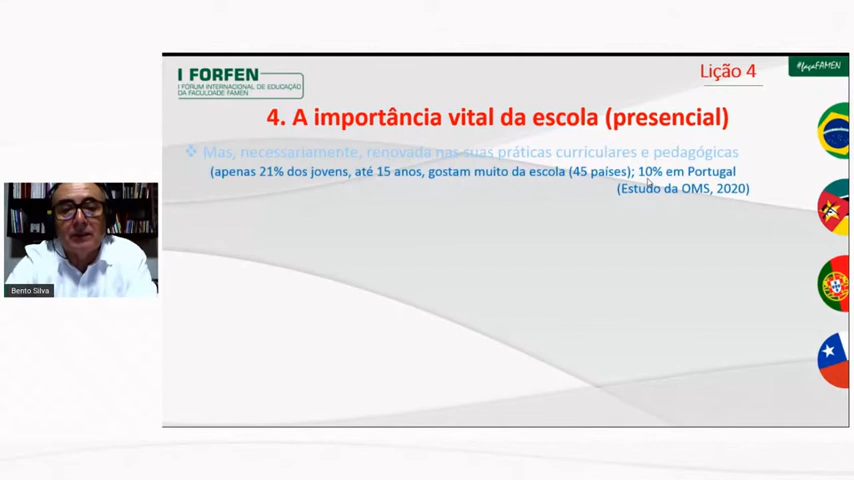 I FORFEN
I FORUM INTERNACIONAL DE EDUCAÇÃO
DA FACULDADE FAMEN
Lição 4
#façaFAMEN
4. A importância vital da escola (presencial)
Mas, necessariamente, renovada nas suas práticas curriculares e pedagógicas
(apenas 21% dos jovens, até 15 anos, gostam muito da escola (45 países); 10% em Portugal
(Estudo da OMS, 2020)
Bento Silva